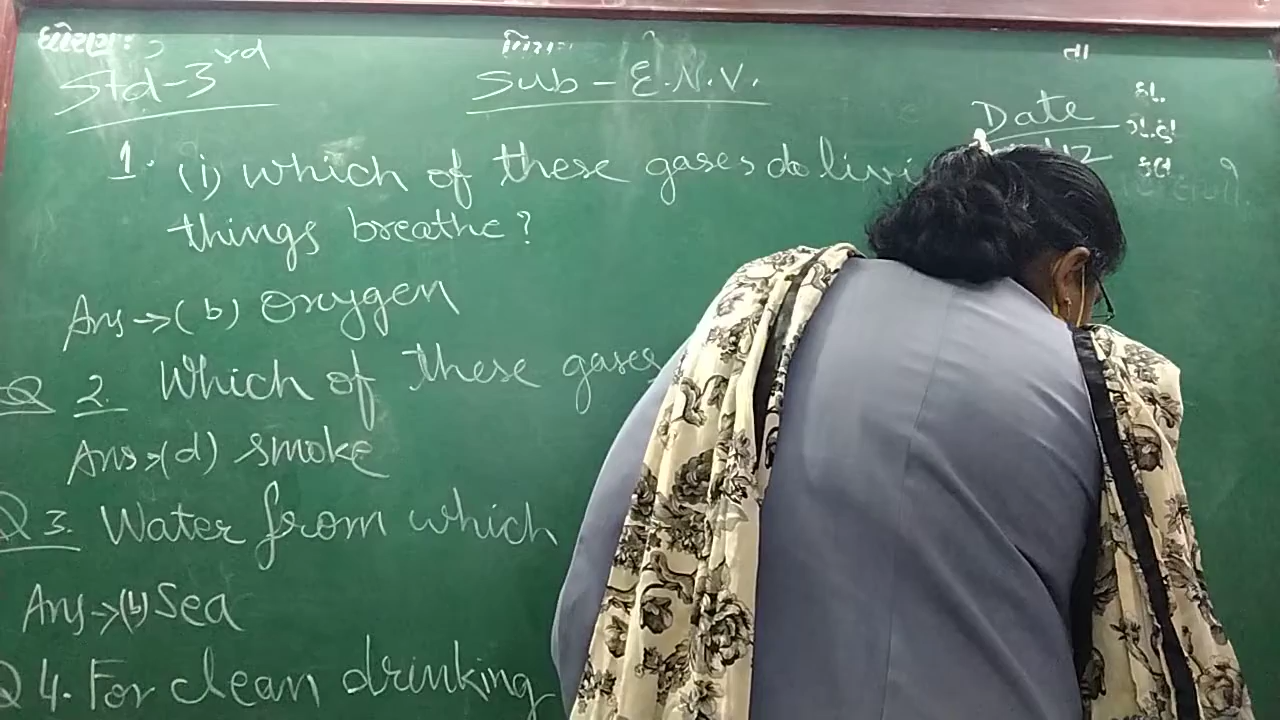 ધોરણ:
Std-3rd
વિષય:
Sub - E.N.V.
તા
Date
1. (i) which of these gases do livi
things breathe?
Ans → (b) Oxygen
Q 2. Which of these gases
Ans → (d) smoke
Q 3. Water from which
Ans → (b) Sea
Q 4. For clean drinking